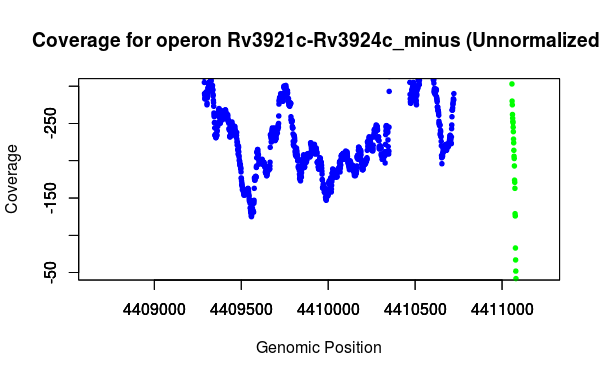 Coverage for operon Rv3921c-Rv3924c_minus (Unnormalized
-250
-150
-50
Coverage
4409000 4409500 4410000 4410500 4411000
Genomic Position